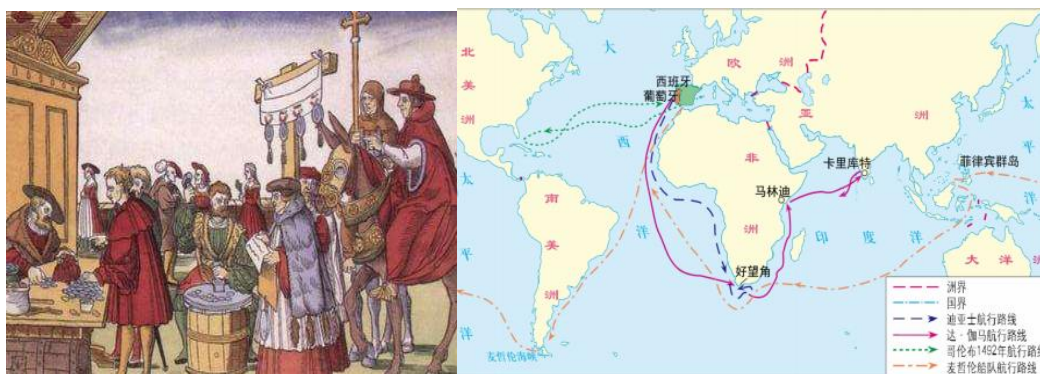 北美洲
大西洋
欧洲
亚洲
太平洋
西班牙
葡萄牙
非洲
卡里库特
菲律宾群岛
马林迪
太平洋
南美洲
印度洋
好望角
大洋洲
麦哲伦海峡
洲界
国界
迪亚士航行路线
达·伽马航行路线
哥伦布1492年航行路线
麦哲伦船队航行路线